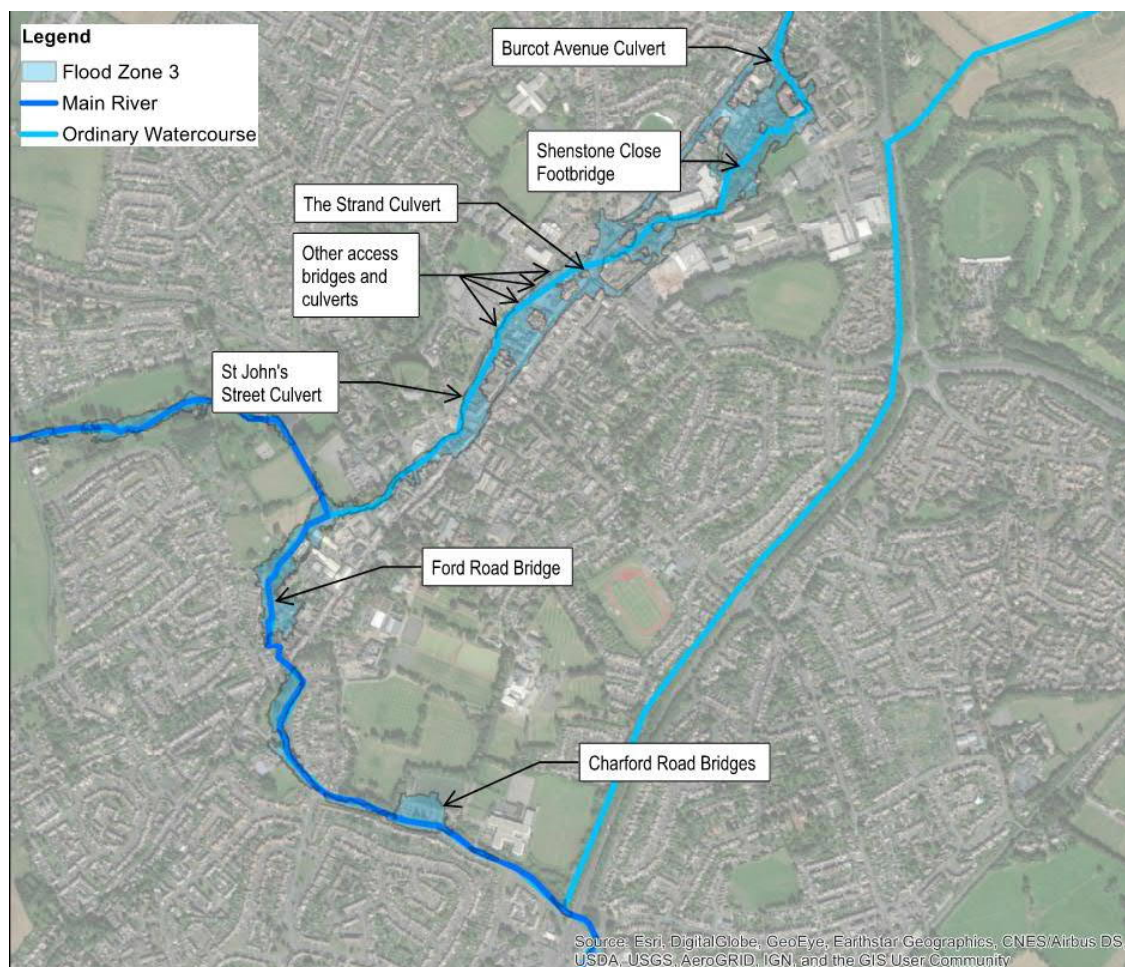 Legend
Flood Zone 3
Main River
Ordinary Watercourse
Burcot Avenue Culvert
Shenstone Close
Footbridge
The Strand Culvert
Other access
bridges and
culverts
St John's
Street Culvert
Ford Road Bridge
Charford Road Bridges
Source: Esri, DigitalGlobe, GeoEye, Earthstar Geographics, CNES/Airbus DS,
USDA, USGS, AeroGRID, IGN, and the GIS User Community